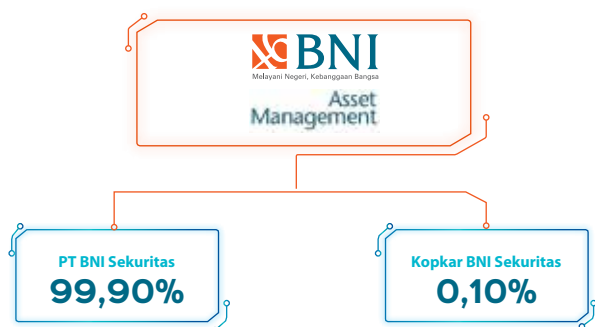 BNI
Melayani Negeri, Kebanggaan Bangsa
Asset
Management
PT BNI Sekuritas
99,90%
Kopkar BNI Sekuritas
0,10%